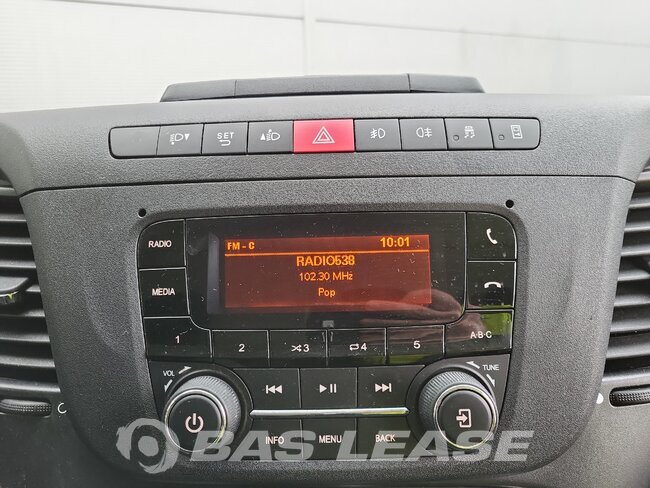 SET
RADIO
FM - C 10:01
RADIO538
102.30 MHz
Pop
MEDIA
1 2 3 4 5 A·B·C
VOL TUNE
INFO MENU BACK
BAS LEASE